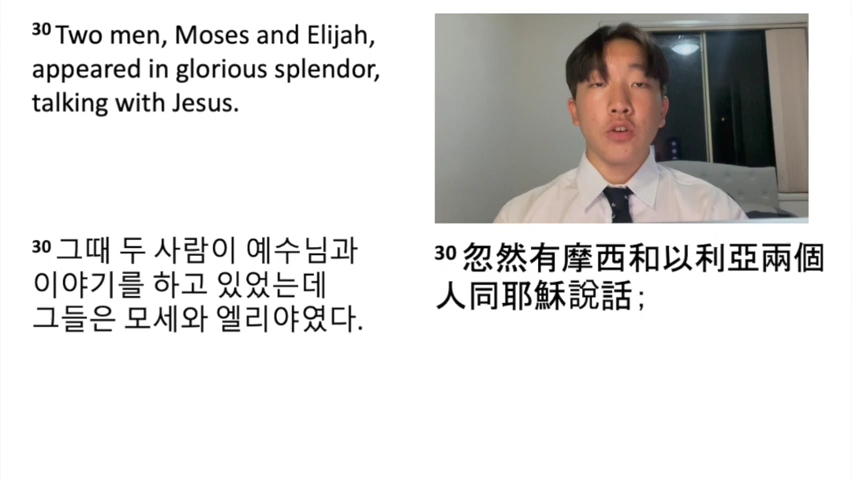 30 Two men, Moses and Elijah,
appeared in glorious splendor,
talking with Jesus.
30 그때 두 사람이 예수님과
이야기를 하고 있었는데
그들은 모세와 엘리야였다.
30 忽然有摩西和以利亞兩個
人同耶穌說話;